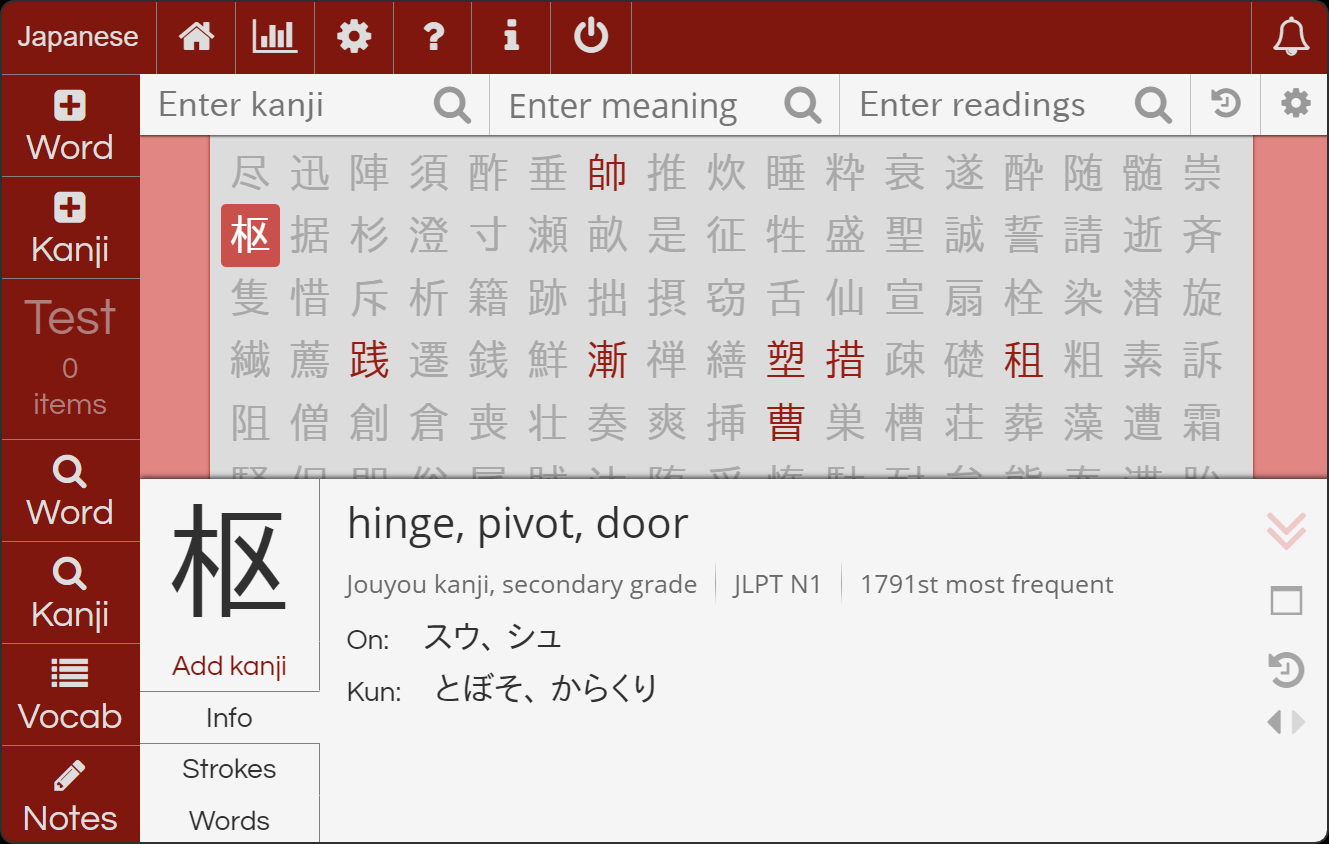 Japanese
Word
Kanji
Test
0
items
Word
Kanji
Vocab
Notes
Enter kanji
Enter meaning
Enter readings
尽 迅 陣 須 酢 垂 帥 推 炊 睡 粋 衰 遂 酔 随 髄 崇
枢 据 杉 澄 寸 瀬 畝 是 征 牲 盛 聖 誠 誓 請 逝 斉
隻 惜 斥 析 籍 跡 拙 摂 窃 舌 仙 宣 扇 栓 染 潜 旋
繊 薦 践 遷 銭 鮮 漸 禅 繕 塑 措 疎 礎 租 粗 素 訴
阻 僧 創 倉 喪 壮 奏 爽 挿 曹 巣 槽 荘 葬 藻 遭 霜
枢
Add kanji
Info
Strokes
Words
hinge, pivot, door
Jouyou kanji, secondary grade
JLPT N1
1791st most frequent
On: スウ、シュ
Kun: とぼそ、からくり